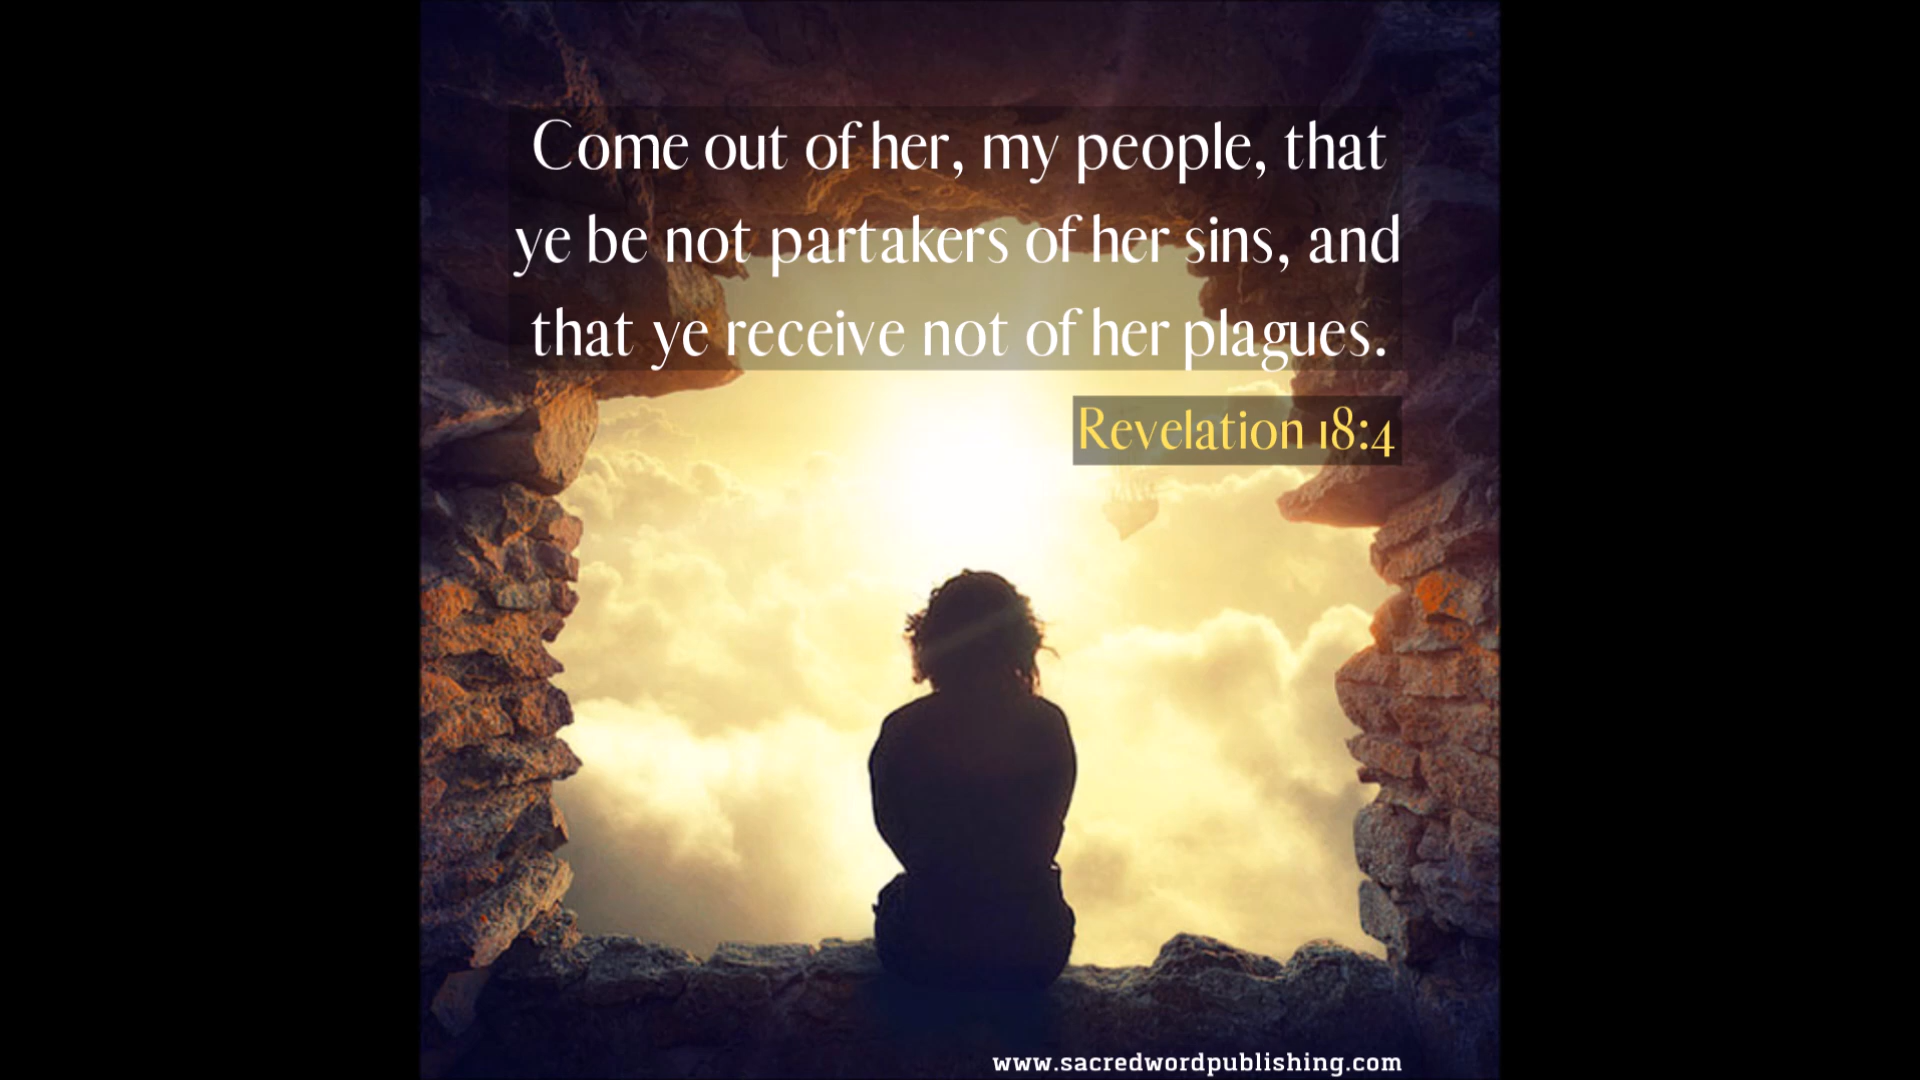 Come out of her, my people, that
ye be not partakers of her sins, and
that ye receive not of her plagues.
Revelation 18:4
www.sacredwordpublishing.com